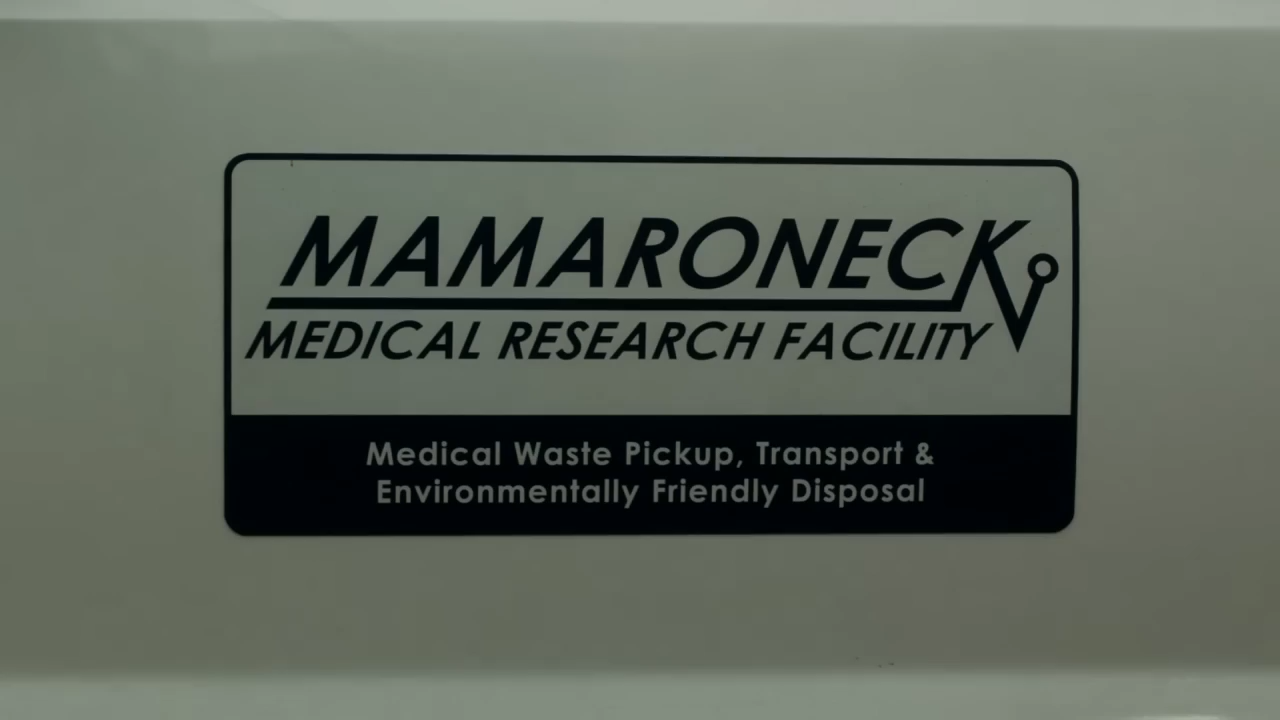 MAMARONECK
MEDICAL RESEARCH FACILITY
Medical Waste Pickup, Transport &
Environmentally Friendly Disposal